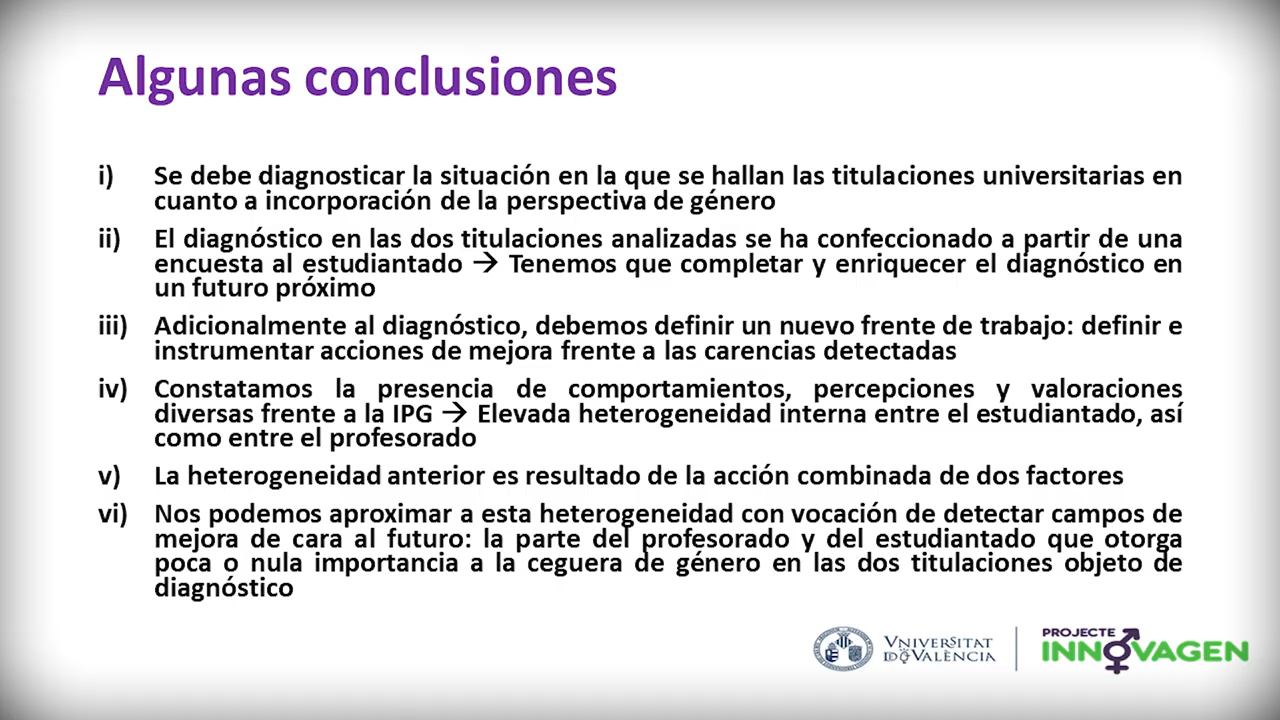 Algunas conclusiones
i) Se debe diagnosticar la situación en la que se hallan las titulaciones universitarias en
cuanto a incorporación de la perspectiva de género
ii) El diagnóstico en las dos titulaciones analizadas se ha confeccionado a partir de una
encuesta al estudiantado → Tenemos que completar y enriquecer el diagnóstico en
un futuro próximo
iii) Adicionalmente al diagnóstico, debemos definir un nuevo frente de trabajo: definir e
instrumentar acciones de mejora frente a las carencias detectadas
iv) Constatamos la presencia de comportamientos, percepciones y valoraciones
diversas frente a la IPG → Elevada heterogeneidad interna entre el estudiantado, así
como entre el profesorado
v) La heterogeneidad anterior es resultado de la acción combinada de dos factores
vi) Nos podemos aproximar a esta heterogeneidad con vocación de detectar campos de
mejora de cara al futuro: la parte del profesorado y del estudiantado que otorga
poca o nula importancia a la ceguera de género en las dos titulaciones objeto de
diagnóstico
VNIVERSITAT
ID VALÈNCIA
PROJECTE
INNOVAGEN